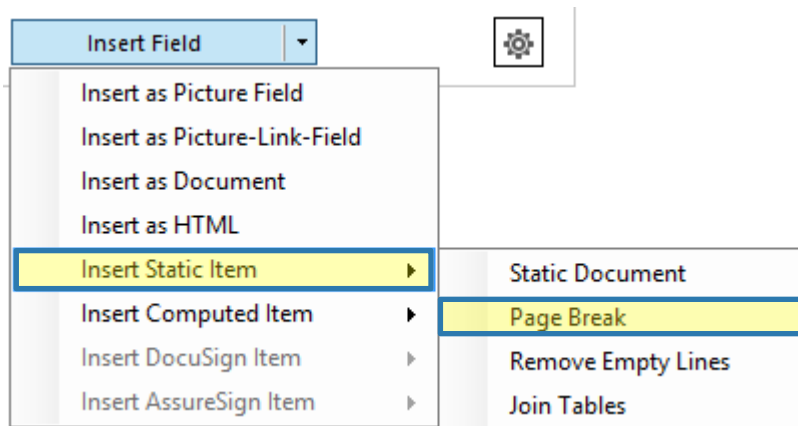 Insert Field
Insert as Picture Field
Insert as Picture-Link-Field
Insert as Document
Insert as HTML
Insert Static Item
Insert Computed Item
Insert DocuSign Item
Insert AssureSign Item
Static Document
Page Break
Remove Empty Lines
Join Tables